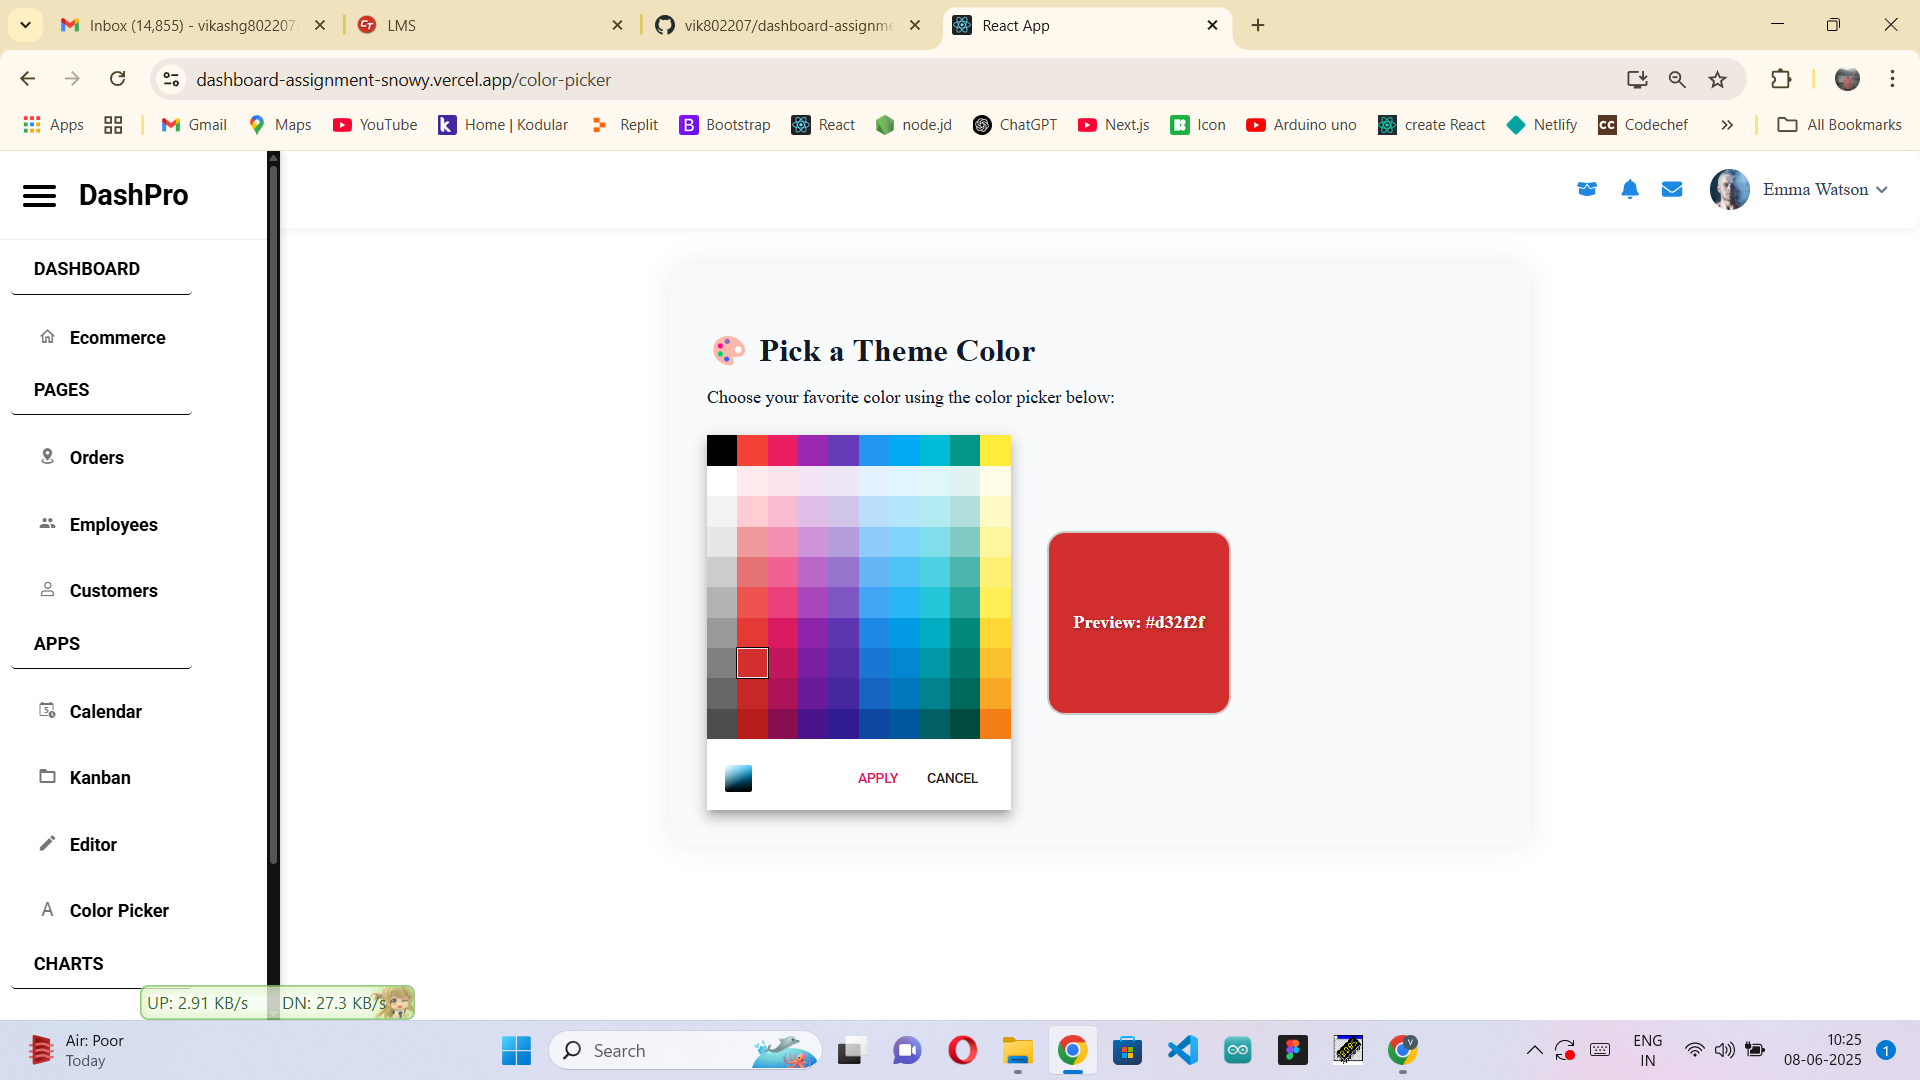 Inbox (14,855) - vikashg802207
LMS
vik802207/dashboard-assignme
React App
dashboard-assignment-snowy.vercel.app/color-picker
Apps
Gmail
Maps
YouTube
Home | Kodular
Replit
Bootstrap
React
node.jd
ChatGPT
Next.js
Icon
Arduino uno
create React
Netlify
Codechef
All Bookmarks
DashPro
Emma Watson
DASHBOARD
Ecommerce
PAGES
Orders
Employees
Customers
APPS
Calendar
Kanban
Editor
Color Picker
CHARTS
Pick a Theme Color
Choose your favorite color using the color picker below:
Preview: #d32f2f
APPLY
CANCEL
UP: 2.91 KB/s
DN: 27.3 KB/s
Air: Poor
Today
Search
ENG
IN
10:25
08-06-2025
1